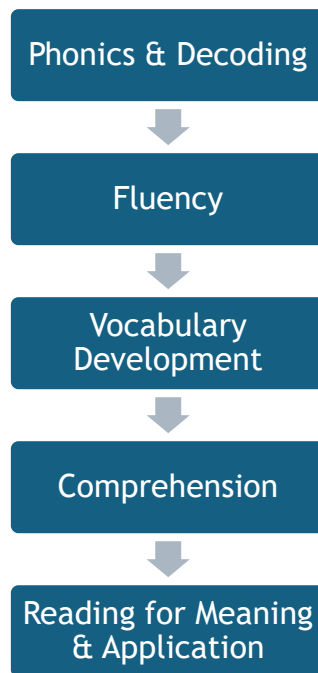 Phonics & Decoding
Fluency
Vocabulary
Development
Comprehension
Reading for Meaning
& Application